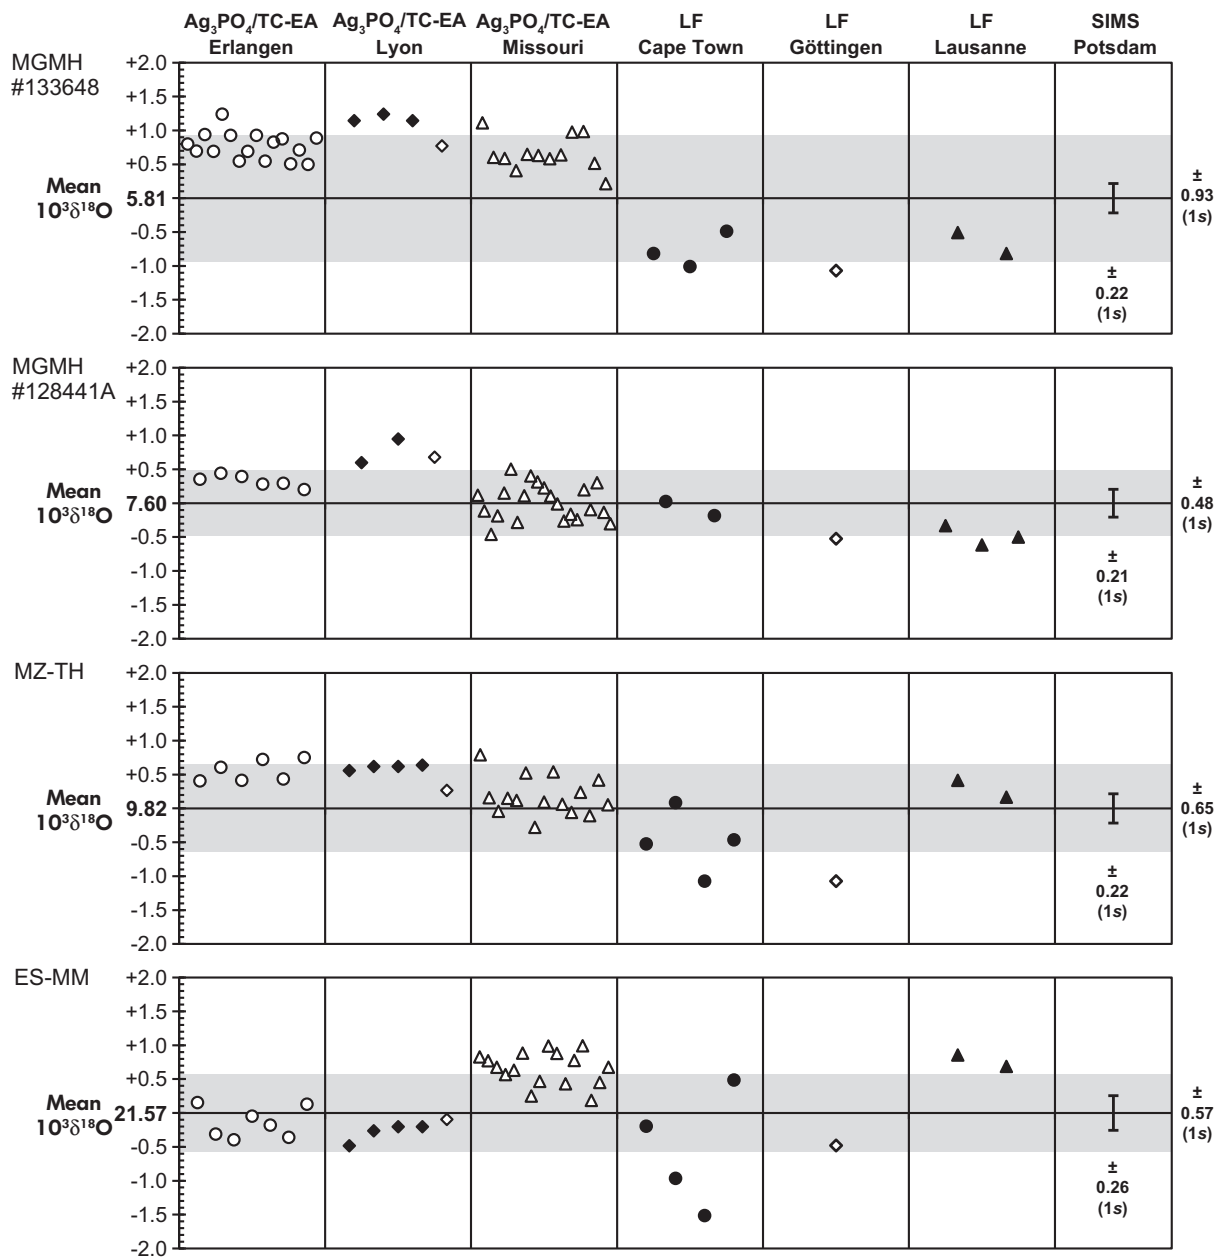 Ag₃PO₄/TC-EA Ag₃PO₄/TC-EA Ag₃PO₄/TC-EA LF LF LF SIMS
Erlangen Lyon Missouri Cape Town Göttingen Lausanne Potsdam
MGMH
#133648
+2.0
+1.5
+1.0
+0.5
Mean 5.81
10³δ¹⁸O
-0.5
-1.0
-1.5
-2.0
±
0.93
(1s)
±
0.22
(1s)
MGMH
#128441A
+2.0
+1.5
+1.0
+0.5
Mean 7.60
10³δ¹⁸O
-0.5
-1.0
-1.5
-2.0
±
0.48
(1s)
±
0.21
(1s)
MZ-TH
+2.0
+1.5
+1.0
+0.5
Mean 9.82
10³δ¹⁸O
-0.5
-1.0
-1.5
-2.0
±
0.65
(1s)
±
0.22
(1s)
ES-MM
+2.0
+1.5
+1.0
+0.5
Mean 21.57
10³δ¹⁸O
-0.5
-1.0
-1.5
-2.0
±
0.57
(1s)
±
0.26
(1s)